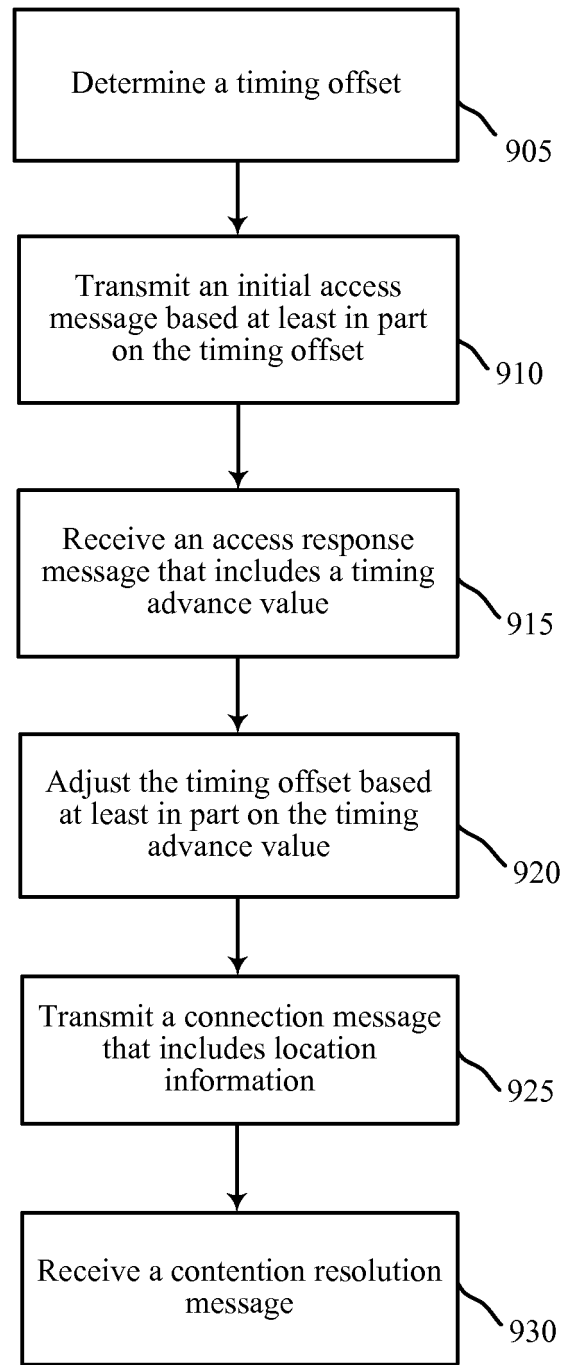 Determine a timing offset
905
Transmit an initial access
message based at least in part
on the timing offset
910
Receive an access response
message that includes a timing
advance value
915
Adjust the timing offset based
at least in part on the timing
advance value
920
Transmit a connection message
that includes location
information
925
Receive a contention resolution
message
930